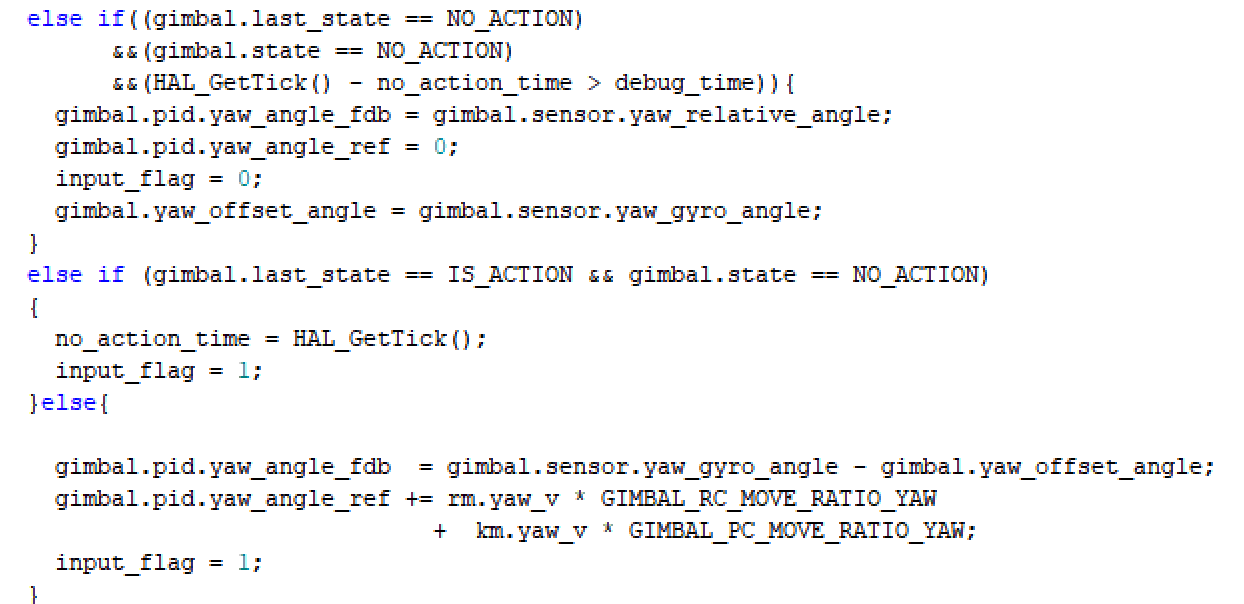 else if((gimbal.last_state == NO_ACTION)
      &&(gimbal.state == NO_ACTION)
      &&(HAL_GetTick() - no_action_time > debug_time)){
  gimbal.pid.yaw_angle_fdb = gimbal.sensor.yaw_relative_angle;
  gimbal.pid.yaw_angle_ref = 0;
  input_flag = 0;
  gimbal.yaw_offset_angle = gimbal.sensor.yaw_gyro_angle;
}
else if (gimbal.last_state == IS_ACTION && gimbal.state == NO_ACTION)
{
  no_action_time = HAL_GetTick();
  input_flag = 1;
}else{

  gimbal.pid.yaw_angle_fdb  = gimbal.sensor.yaw_gyro_angle - gimbal.yaw_offset_angle;
  gimbal.pid.yaw_angle_ref += rm.yaw_v * GIMBAL_RC_MOVE_RATIO_YAW
                             +  km.yaw_v * GIMBAL_PC_MOVE_RATIO_YAW;
  input_flag = 1;
}